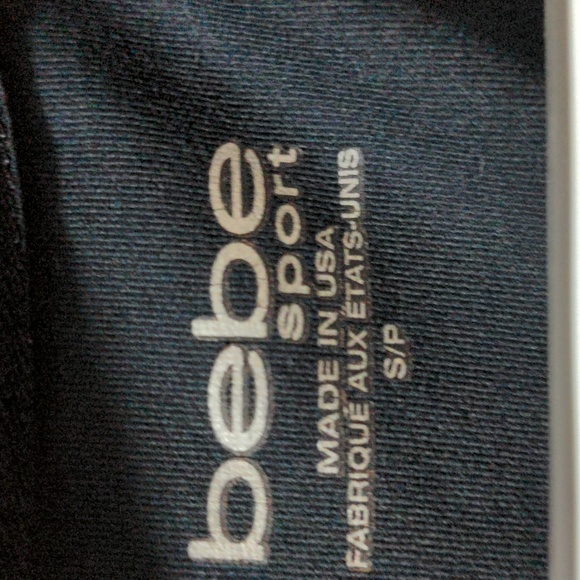 bebe
sport
MADE IN USA
FABRIQUÉ AUX ÉTATS-UNIS
S/P